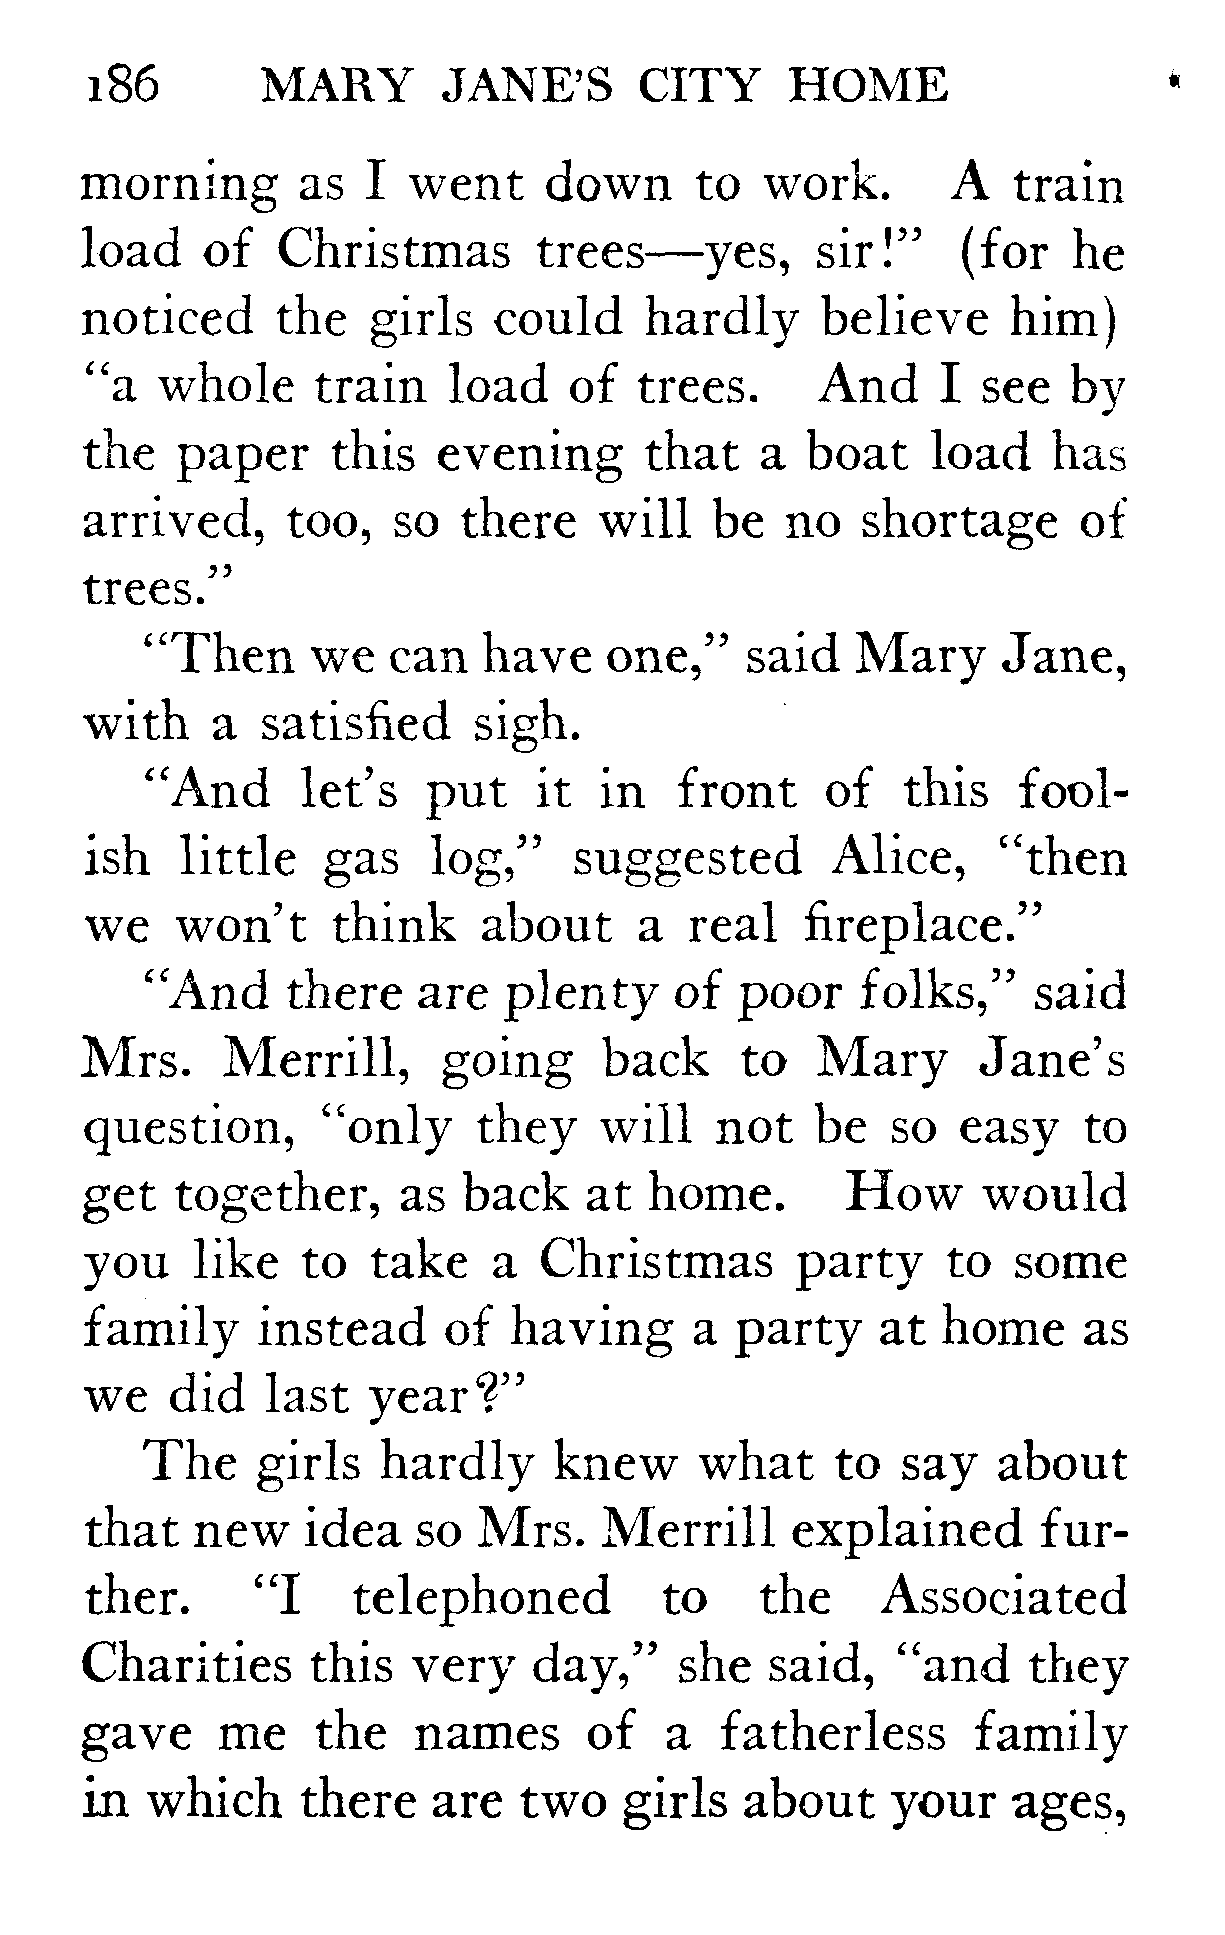 186 MARY JANE'S CITY HOME
morning as I went down to work. A train
load of Christmas trees—yes, sir!" (for he
noticed the girls could hardly believe him)
"a whole train load of trees. And I see by
the paper this evening that a boat load has
arrived, too, so there will be no shortage of
trees."
"Then we can have one," said Mary Jane,
with a satisfied sigh.
"And let's put it in front of this fool-
ish little gas log," suggested Alice, "then
we won't think about a real fireplace."
"And there are plenty of poor folks," said
Mrs. Merrill, going back to Mary Jane's
question, "only they will not be so easy to
get together, as back at home. How would
you like to take a Christmas party to some
family instead of having a party at home as
we did last year?"
The girls hardly knew what to say about
that new idea so Mrs. Merrill explained fur-
ther. "I telephoned to the Associated
Charities this very day," she said, "and they
gave me the names of a fatherless family
in which there are two girls about your ages,